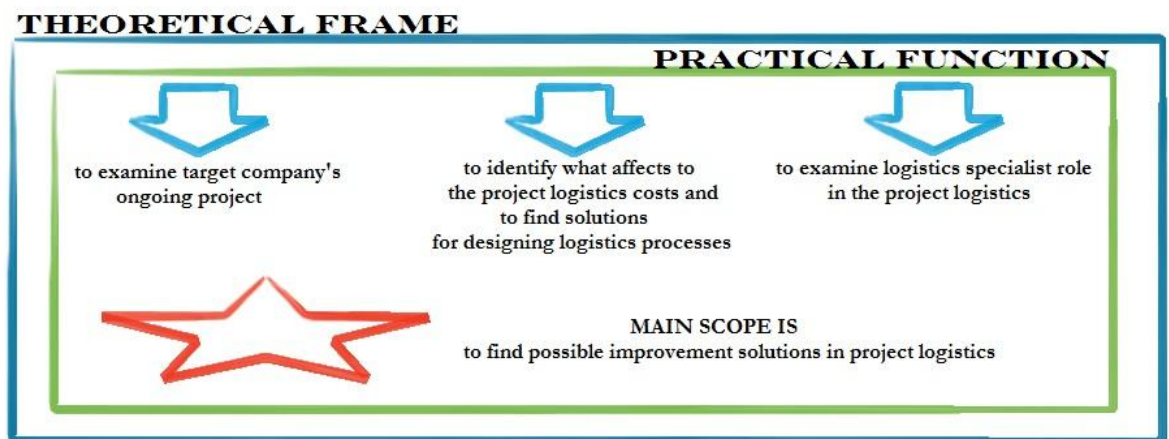 THEORETICAL FRAME
PRACTICAL FUNCTION
to examine target company's
ongoing project
to identify what affects to
the project logistics costs and
to find solutions
for designing logistics processes
to examine logistics specialist role
in the project logistics
MAIN SCOPE IS
to find possible improvement solutions in project logistics